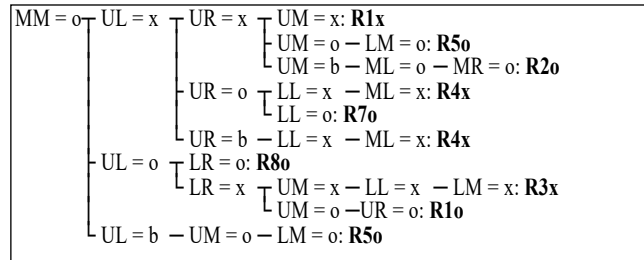 MM = o UL = x UR = x UM = x: R1x
UM = o – LM = o: R5o
UM = b – ML = o – MR = o: R2o
UR = o LL = x – ML = x: R4x
LL = o: R7o
UR = b – LL = x – ML = x: R4x
UL = o LR = o: R8o
LR = x UM = x – LL = x – LM = x: R3x
UM = o –UR = o: R1o
UL = b – UM = o – LM = o: R5o